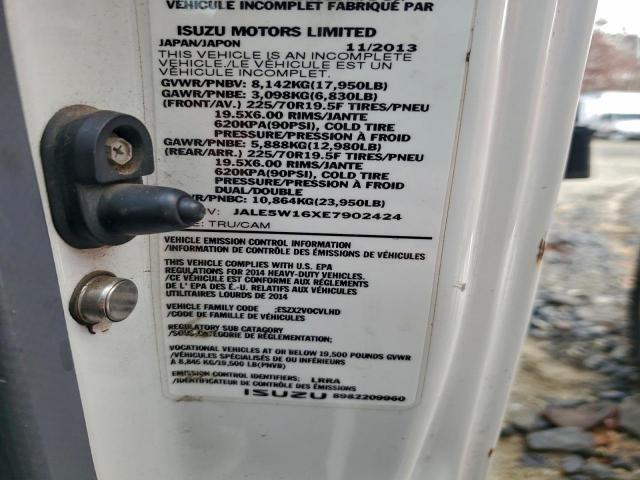 VEHICULE INCOMPLET FABRIQUÉ PAR
ISUZU MOTORS LIMITED
JAPAN/JAPON 11/2013
THIS VEHICLE IS AN INCOMPLETE
VEHICLE./LE VÉHICULE EST UN
VÉHICULE INCOMPLET.
GVWR/PNBV: 8,142KG(17,950LB)
GAWR/PNBE: 3,098KG(6,830LB)
(FRONT/AV.) 225/70R19.5F TIRES/PNEU
19.5X6.00 RIMS/JANTE
620KPA(90PSI), COLD TIRE
PRESSURE/PRESSION À FROID
GAWR/PNBE: 5,888KG(12,980LB)
(REAR/ARR.) 225/70R19.5F TIRES/PNEU
19.5X6.00 RIMS/JANTE
620KPA(90PSI), COLD TIRE
PRESSURE/PRESSION À FROID
DUAL/DOUBLE
WR/PNBC: 10,864KG(23,950LB)
V: JALE5W16XE7902424
E: TRU/CAM
VEHICLE EMISSION CONTROL INFORMATION
/INFORMATION DE CONTRÔLE DES ÉMISSIONS DE VÉHICULES
THIS VEHICLE COMPLIES WITH U.S. EPA
REGULATIONS FOR 2014 HEAVY-DUTY VEHICLES.
/CE VÉHICULE EST CONFORME AUX RÉGLEMENTS
DE L' EPA DES É.-U. RELATIFS AUX VÉHICULES
UTILITAIRES LOURDS DE 2014
VEHICLE FAMILY CODE :ESZX2VOCVLHD
/CODE DE FAMILLE DE VÉHICULES
REGULATORY SUB CATAGORY
/SOUS-CATÉGORIE DE RÉGLEMENTATION;
VOCATIONAL VEHICLES AT OR BELOW 19,500 POUNDS GVWR
/VÉHICULES SPÉCIALISÉS DE OU INFÉRIEURS
À 8,845 KG/19,500 LB(PNVB)
EMISSION CONTROL IDENTIFIERS; LRRA
/IDENTIFICATEUR DE CONTRÔLE DES ÉMISSIONS
ISUZU 8982209960